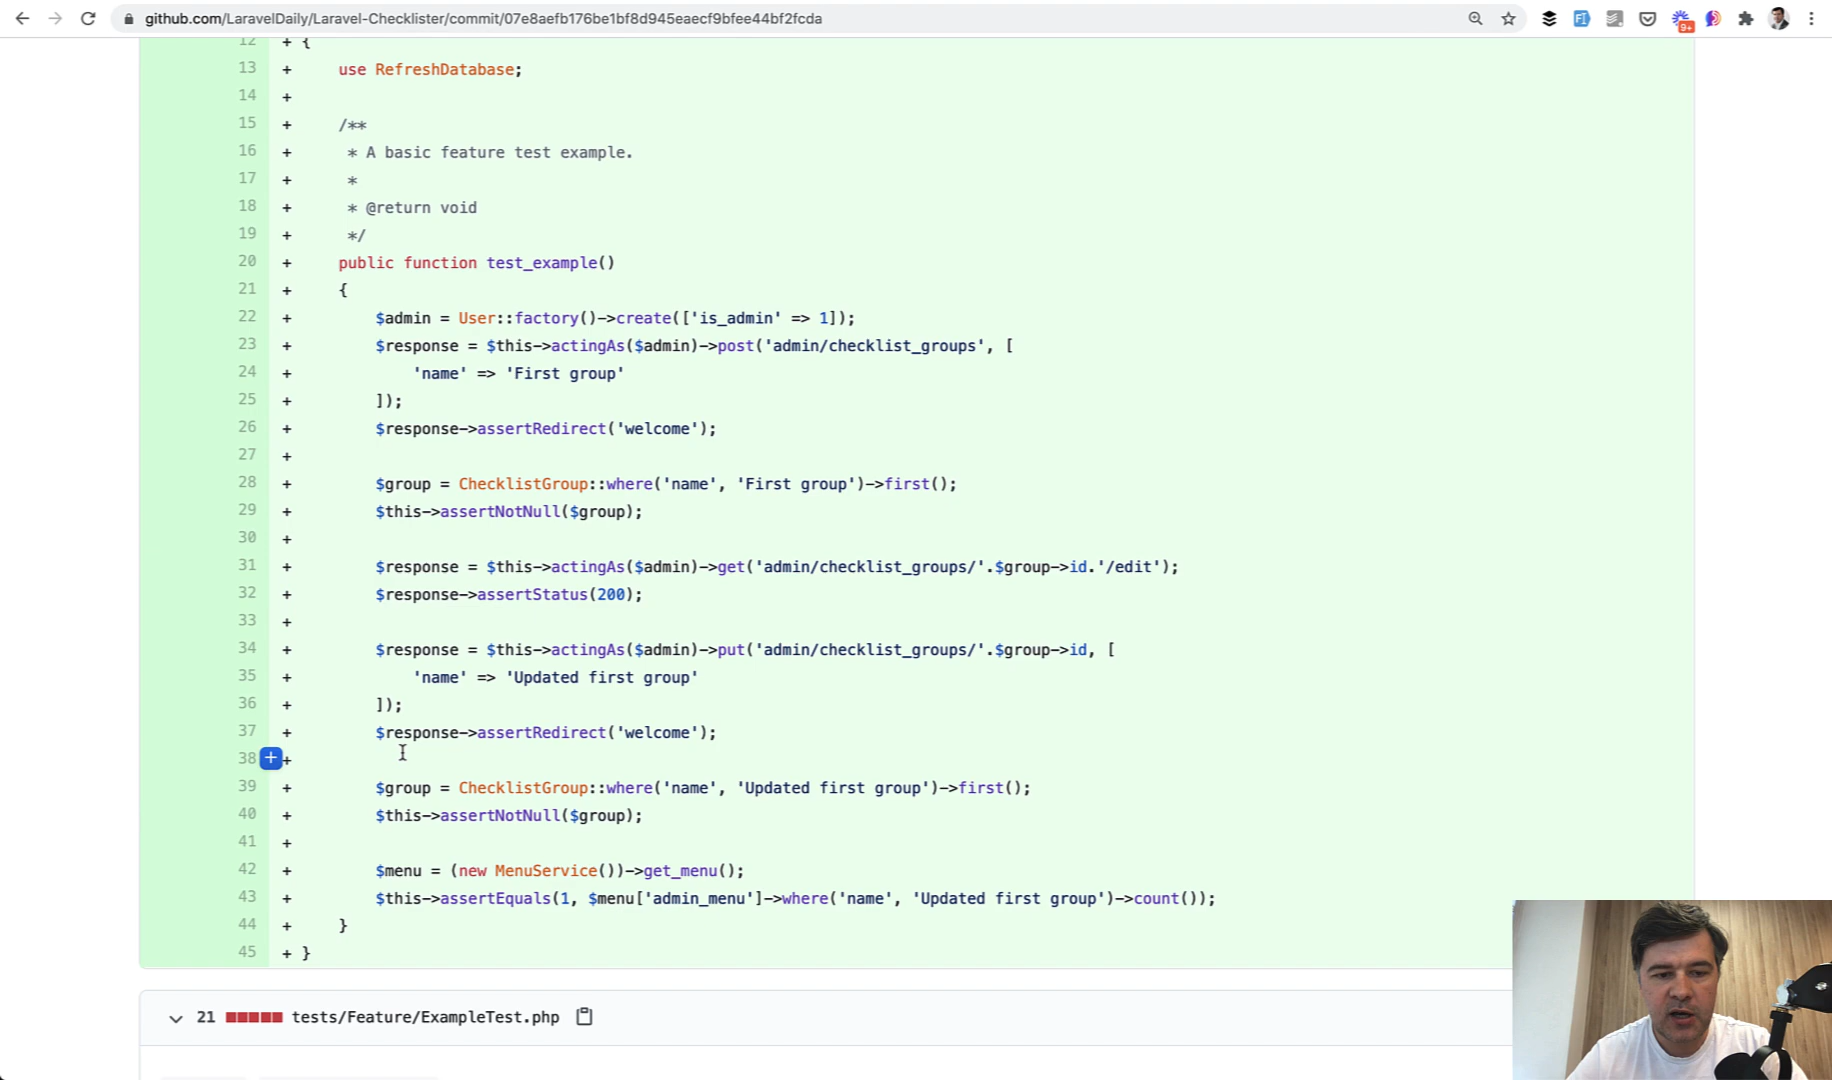 github.com/LaravelDaily/Laravel-Checklister/commit/07e8aefb176be1bf8d945eaecf9bfee44bf2fcda
9+
12 + {
13 + use RefreshDatabase;
14 +
15 + /**
16 + * A basic feature test example.
17 + *
18 + * @return void
19 + */
20 + public function test_example()
21 + {
22 + $admin = User::factory()->create(['is_admin' => 1]);
23 + $response = $this->actingAs($admin)->post('admin/checklist_groups', [
24 + 'name' => 'First group'
25 + ]);
26 + $response->assertRedirect('welcome');
27 +
28 + $group = ChecklistGroup::where('name', 'First group')->first();
29 + $this->assertNotNull($group);
30 +
31 + $response = $this->actingAs($admin)->get('admin/checklist_groups/'.$group->id.'/edit');
32 + $response->assertStatus(200);
33 +
34 + $response = $this->actingAs($admin)->put('admin/checklist_groups/'.$group->id, [
35 + 'name' => 'Updated first group'
36 + ]);
37 + $response->assertRedirect('welcome');
38 + +
39 + $group = ChecklistGroup::where('name', 'Updated first group')->first();
40 + $this->assertNotNull($group);
41 +
42 + $menu = (new MenuService())->get_menu();
43 + $this->assertEquals(1, $menu['admin_menu']->where('name', 'Updated first group')->count());
44 + }
45 + }
21 tests/Feature/ExampleTest.php